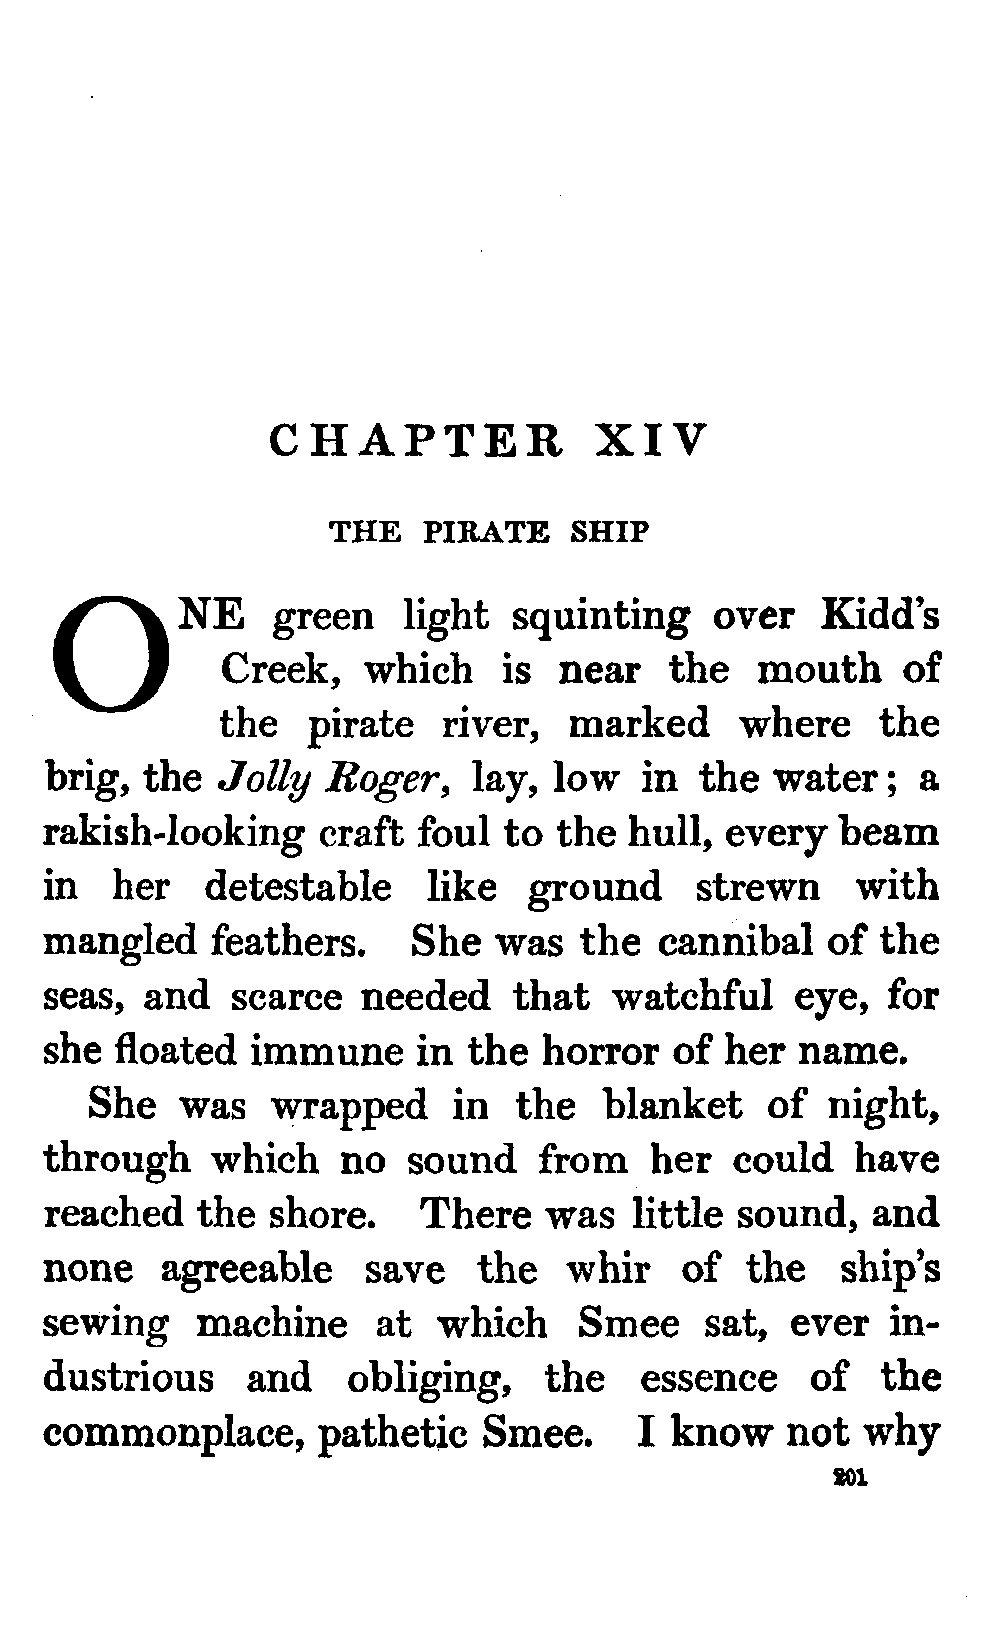 CHAPTER XIV
THE PIRATE SHIP
ONE green light squinting over Kidd's
Creek, which is near the mouth of
the pirate river, marked where the
brig, the Jolly Roger, lay, low in the water; a
rakish-looking craft foul to the hull, every beam
in her detestable like ground strewn with
mangled feathers. She was the cannibal of the
seas, and scarce needed that watchful eye, for
she floated immune in the horror of her name.
She was wrapped in the blanket of night,
through which no sound from her could have
reached the shore. There was little sound, and
none agreeable save the whir of the ship's
sewing machine at which Smee sat, ever in-
dustrious and obliging, the essence of the
commonplace, pathetic Smee. I know not why
201